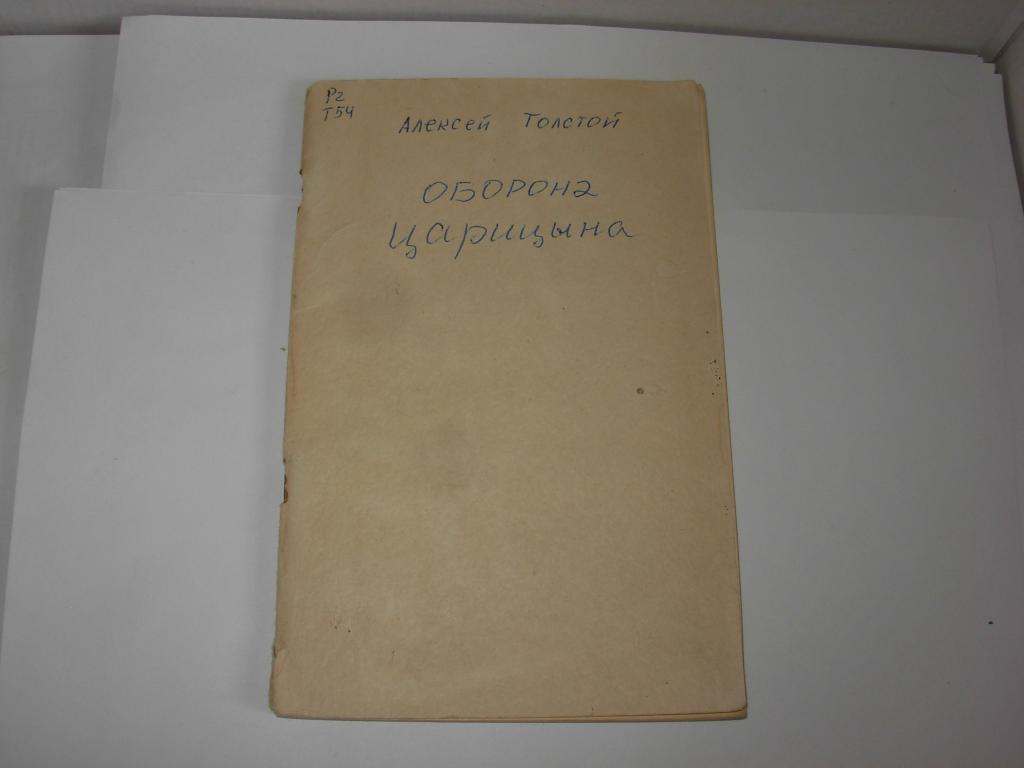 Р2
Т54
Алексей Толстой
ОБОРОНА
Царицына